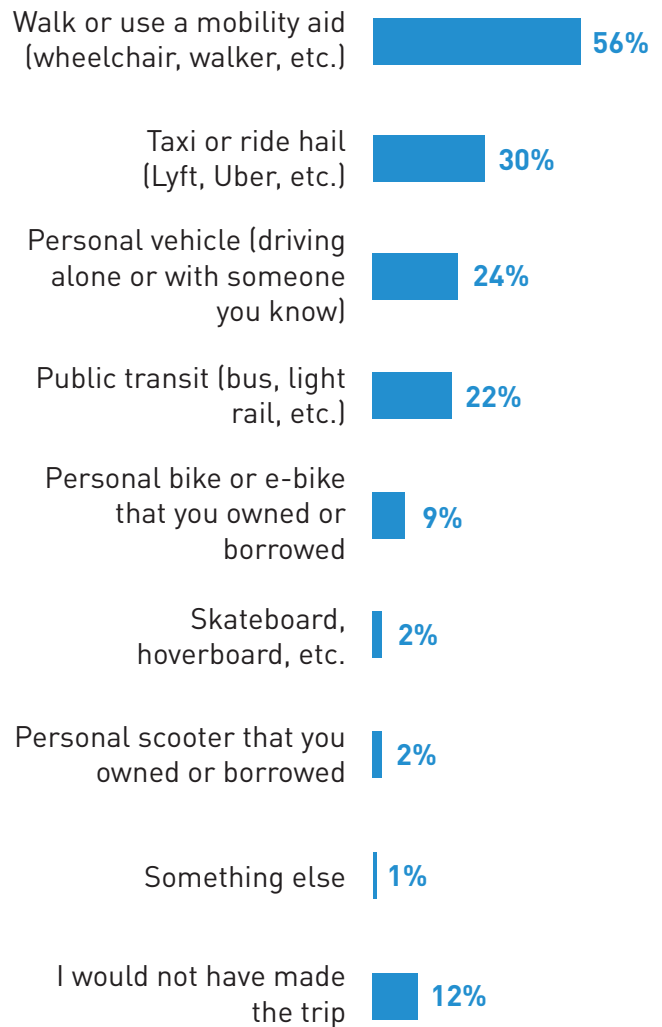 Walk or use a mobility aid
(wheelchair, walker, etc.)
56%
Taxi or ride hail
(Lyft, Uber, etc.)
30%
Personal vehicle (driving
alone or with someone
you know)
24%
Public transit (bus, light
rail, etc.)
22%
Personal bike or e-bike
that you owned or
borrowed
9%
Skateboard,
hoverboard, etc.
2%
Personal scooter that you
owned or borrowed
2%
Something else
1%
I would not have made
the trip
12%